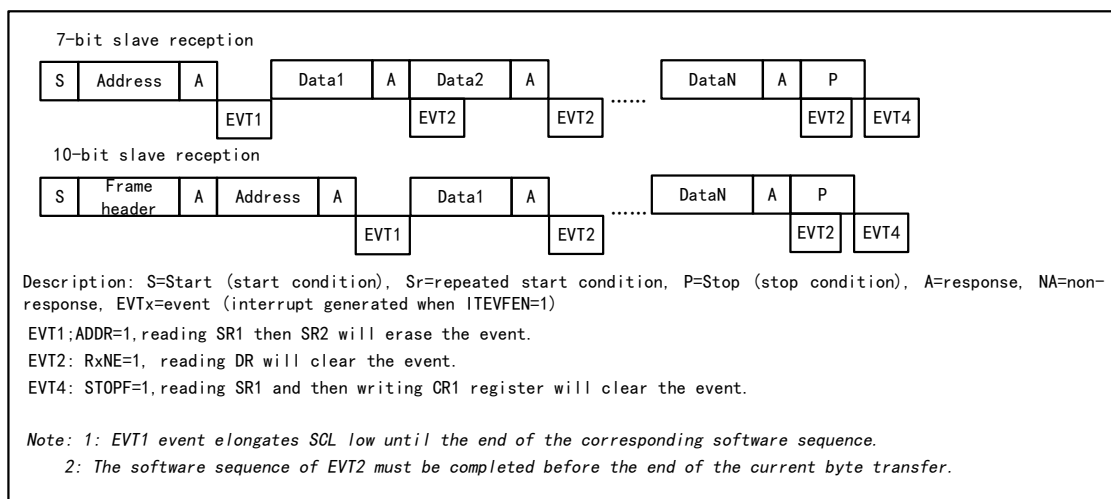 7-bit slave reception
S Address A Data1 A Data2 A DataN A P
EVT1 EVT2 EVT2 …… EVT2 EVT4
10-bit slave reception
S Frame header A Address A Data1 A DataN A P
EVT1 EVT2 …… EVT2 EVT4
Description: S=Start (start condition), Sr=repeated start condition, P=Stop (stop condition), A=response, NA=non-
response, EVTx=event (interrupt generated when ITEVFEN=1)
EVT1;ADDR=1,reading SR1 then SR2 will erase the event.
EVT2: RxNE=1, reading DR will clear the event.
EVT4: STOPF=1,reading SR1 and then writing CR1 register will clear the event.
Note: 1: EVT1 event elongates SCL low until the end of the corresponding software sequence.
2: The software sequence of EVT2 must be completed before the end of the current byte transfer.